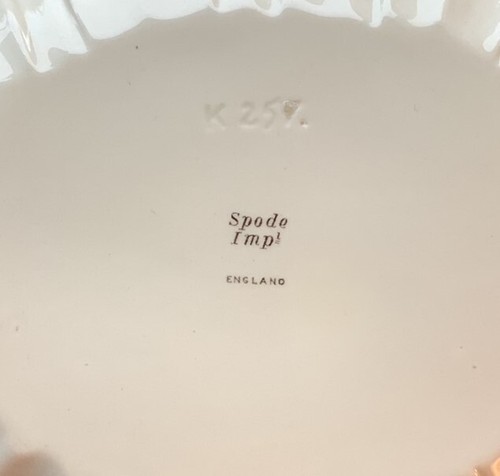 K 257.
Spode
Impˡ
ENGLAND